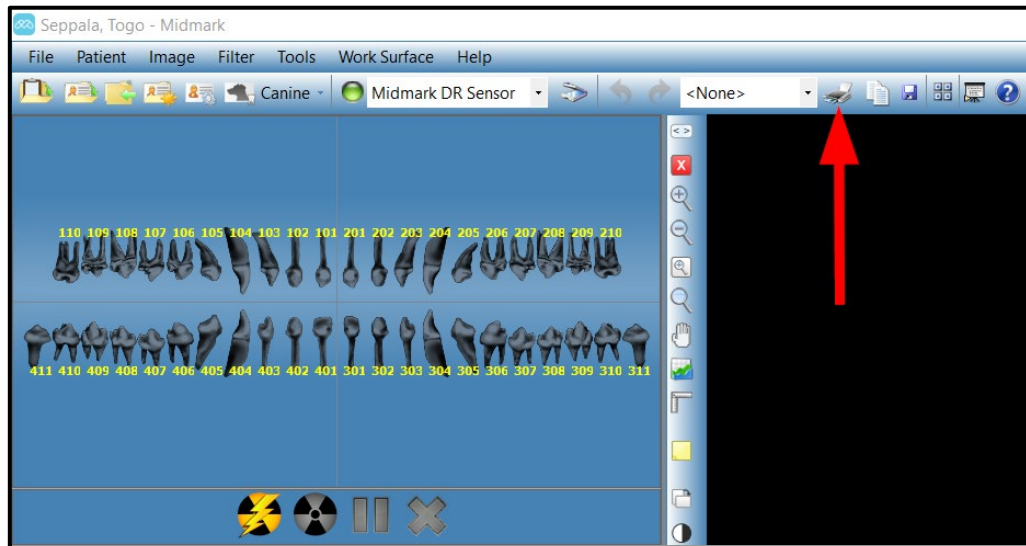 Seppala, Togo - Midmark
File Patient Image Filter Tools Work Surface Help
Canine Midmark DR Sensor <None>
110 109 108 107 106 105 104 103 102 101 201 202 203 204 205 206 207 208 209 210
411 410 409 408 407 406 405 404 403 402 401 301 302 303 304 305 306 307 308 309 310 311